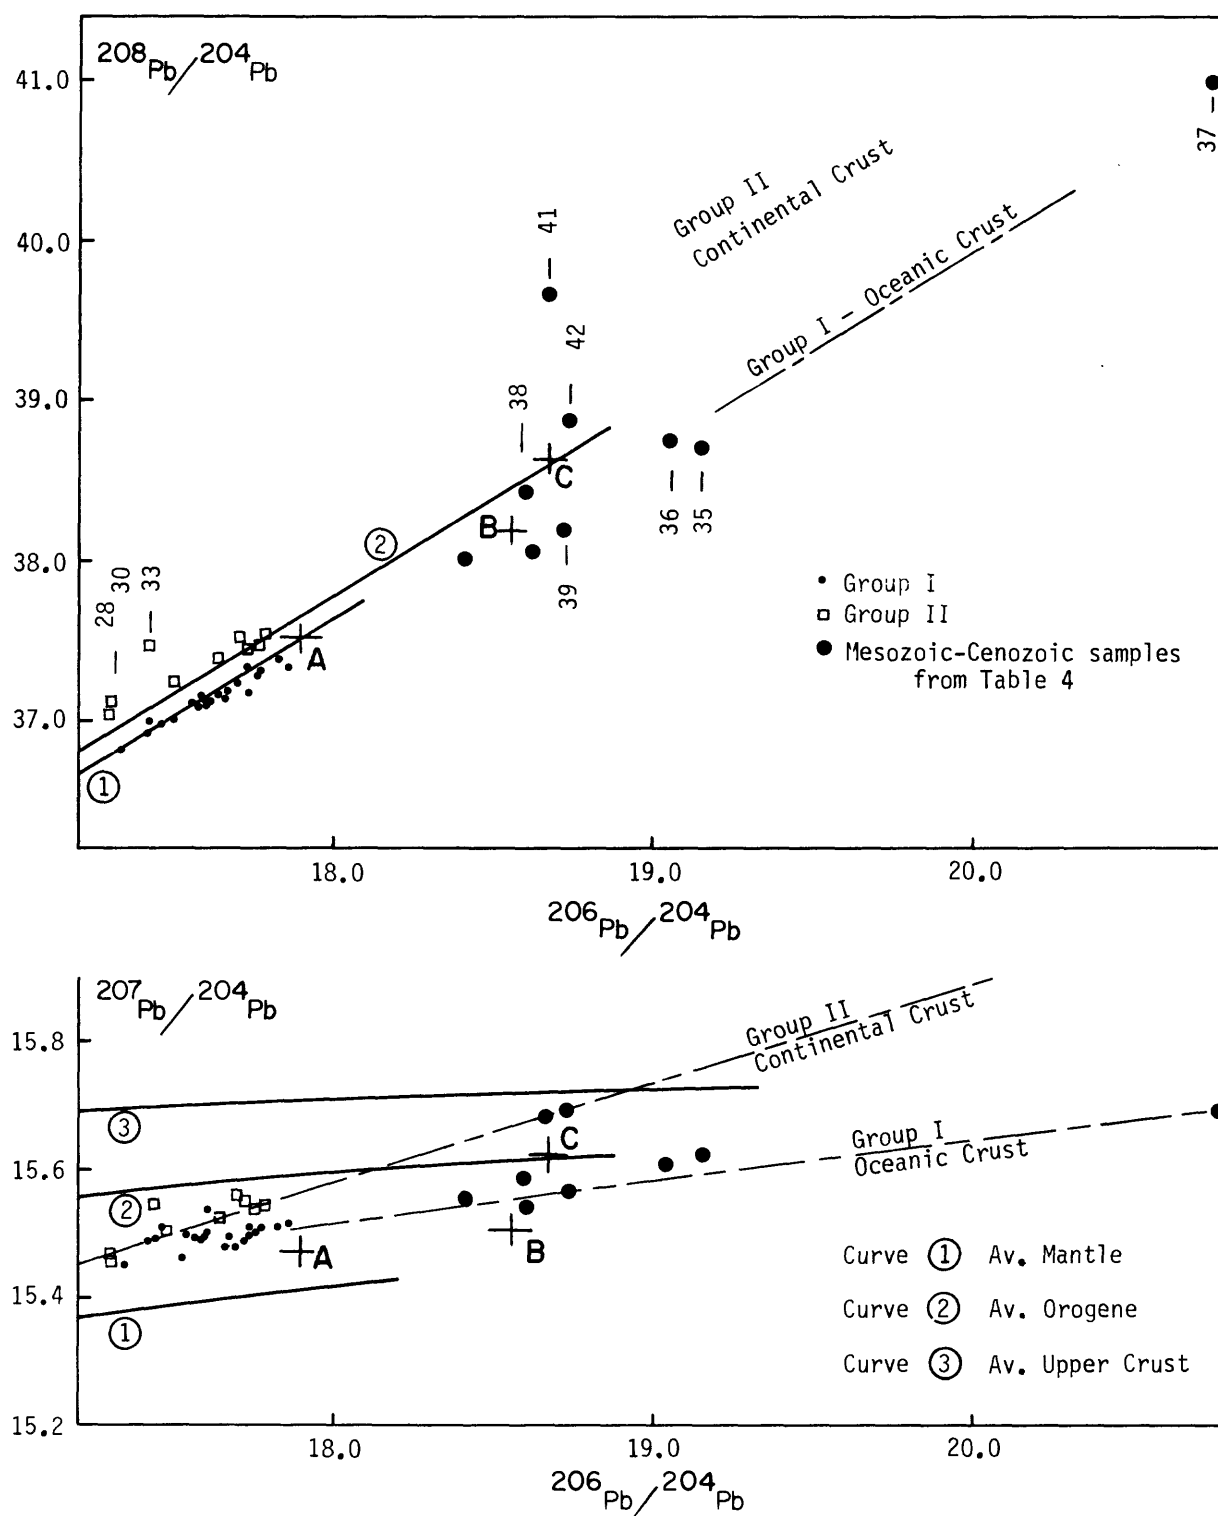 208Pb/204Pb
41.0
40.0
39.0
38.0
37.0
37
Group II
Continental Crust
Group I - Oceanic Crust
41
42
38
C
B
2
39
36
35
28
30
33
A
1
• Group I
□ Group II
● Mesozoic-Cenozoic samples
from Table 4
18.0
19.0
20.0
206Pb/204Pb
207Pb/204Pb
15.8
15.6
15.4
15.2
Group II
Continental Crust
3
C
Group I
Oceanic Crust
2
A
B
1
Curve 1 Av. Mantle
Curve 2 Av. Orogene
Curve 3 Av. Upper Crust
18.0
19.0
20.0
206Pb/204Pb